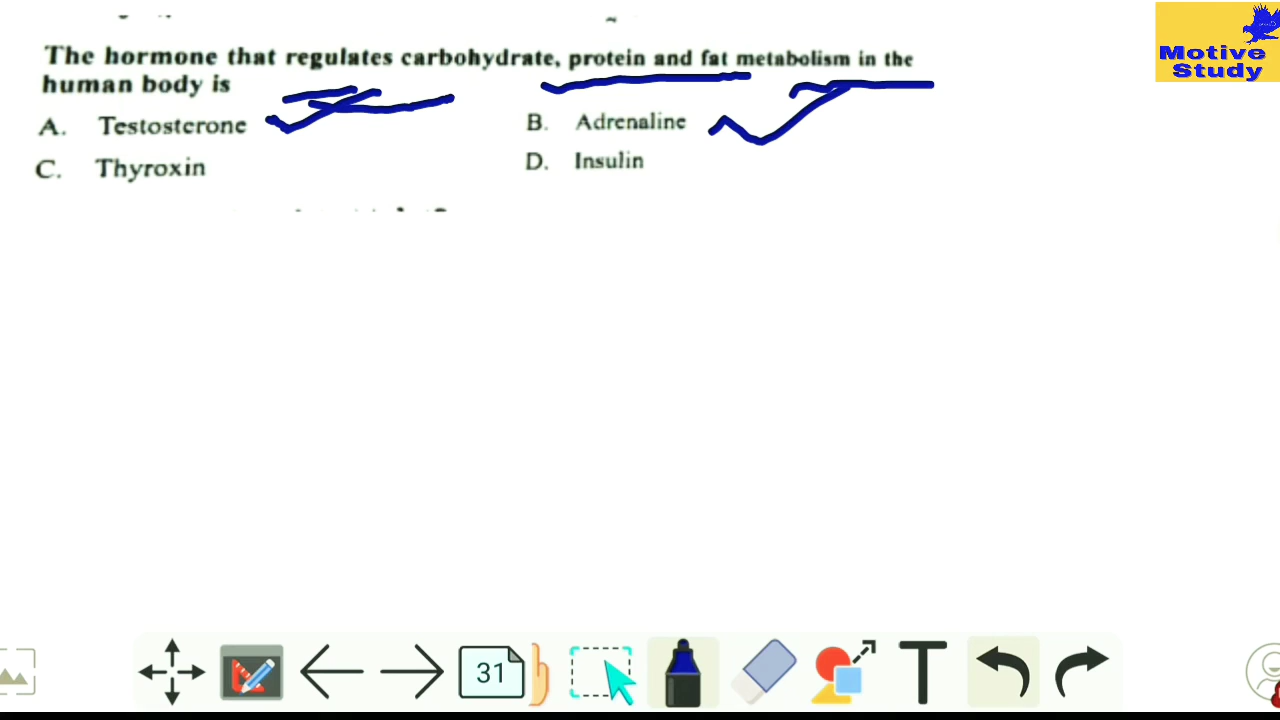 Motive
Study
The hormone that regulates carbohydrate, protein and fat metabolism in the
human body is
A. Testosterone
B. Adrenaline
C. Thyroxin
D. Insulin
31
T